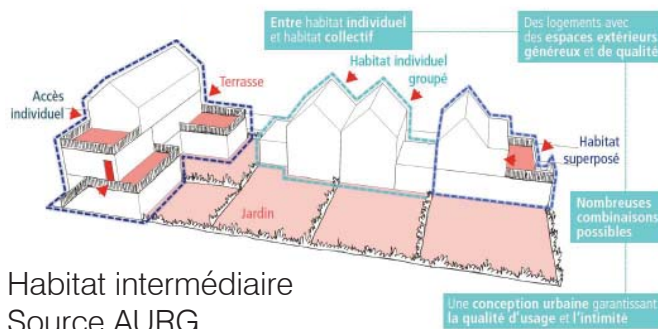 Entre habitat individuel
et habitat collectif
Des logements avec
des espaces extérieurs
généreux et de qualité
Habitat individuel
groupé
Terrasse
Accès
individuel
Habitat
superposé
Jardin
Nombreuses
combinaisons
possibles
Une conception urbaine garantissant
la qualité d'usage et l'intimité
Habitat intermédiaire
Source AURG